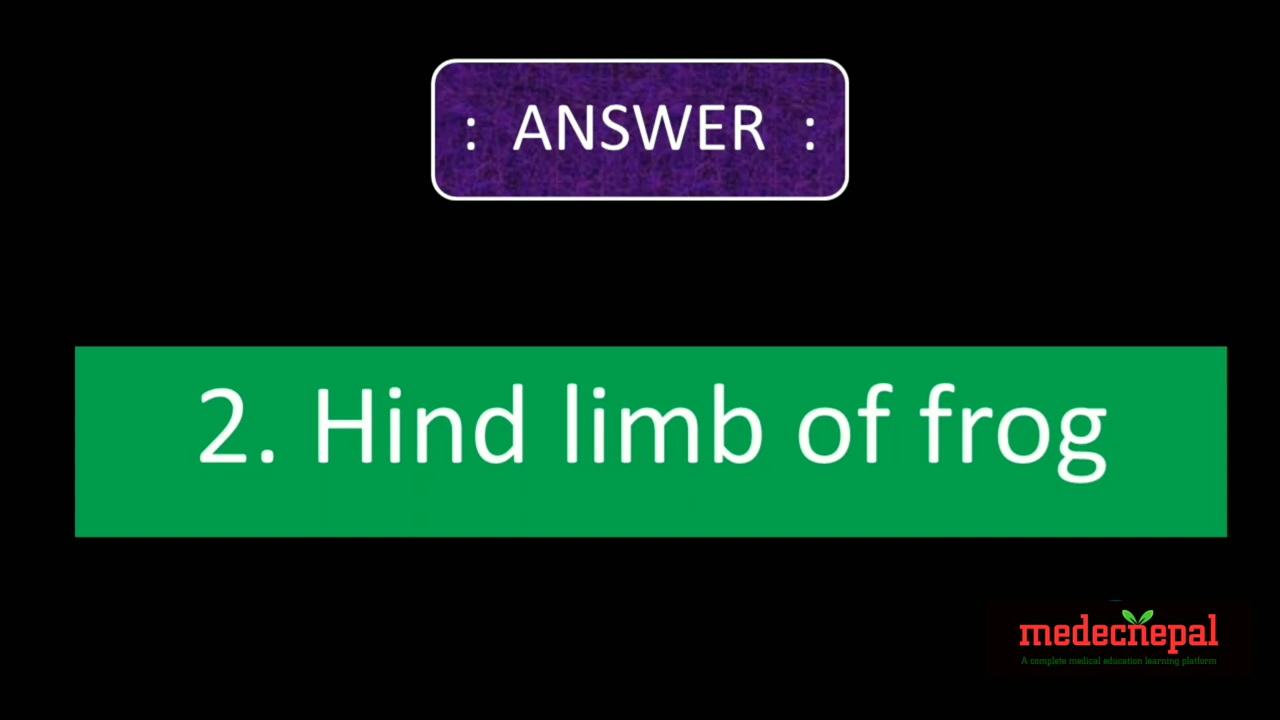 : ANSWER :
2. Hind limb of frog
medecnepal
A complete medical education learning platform